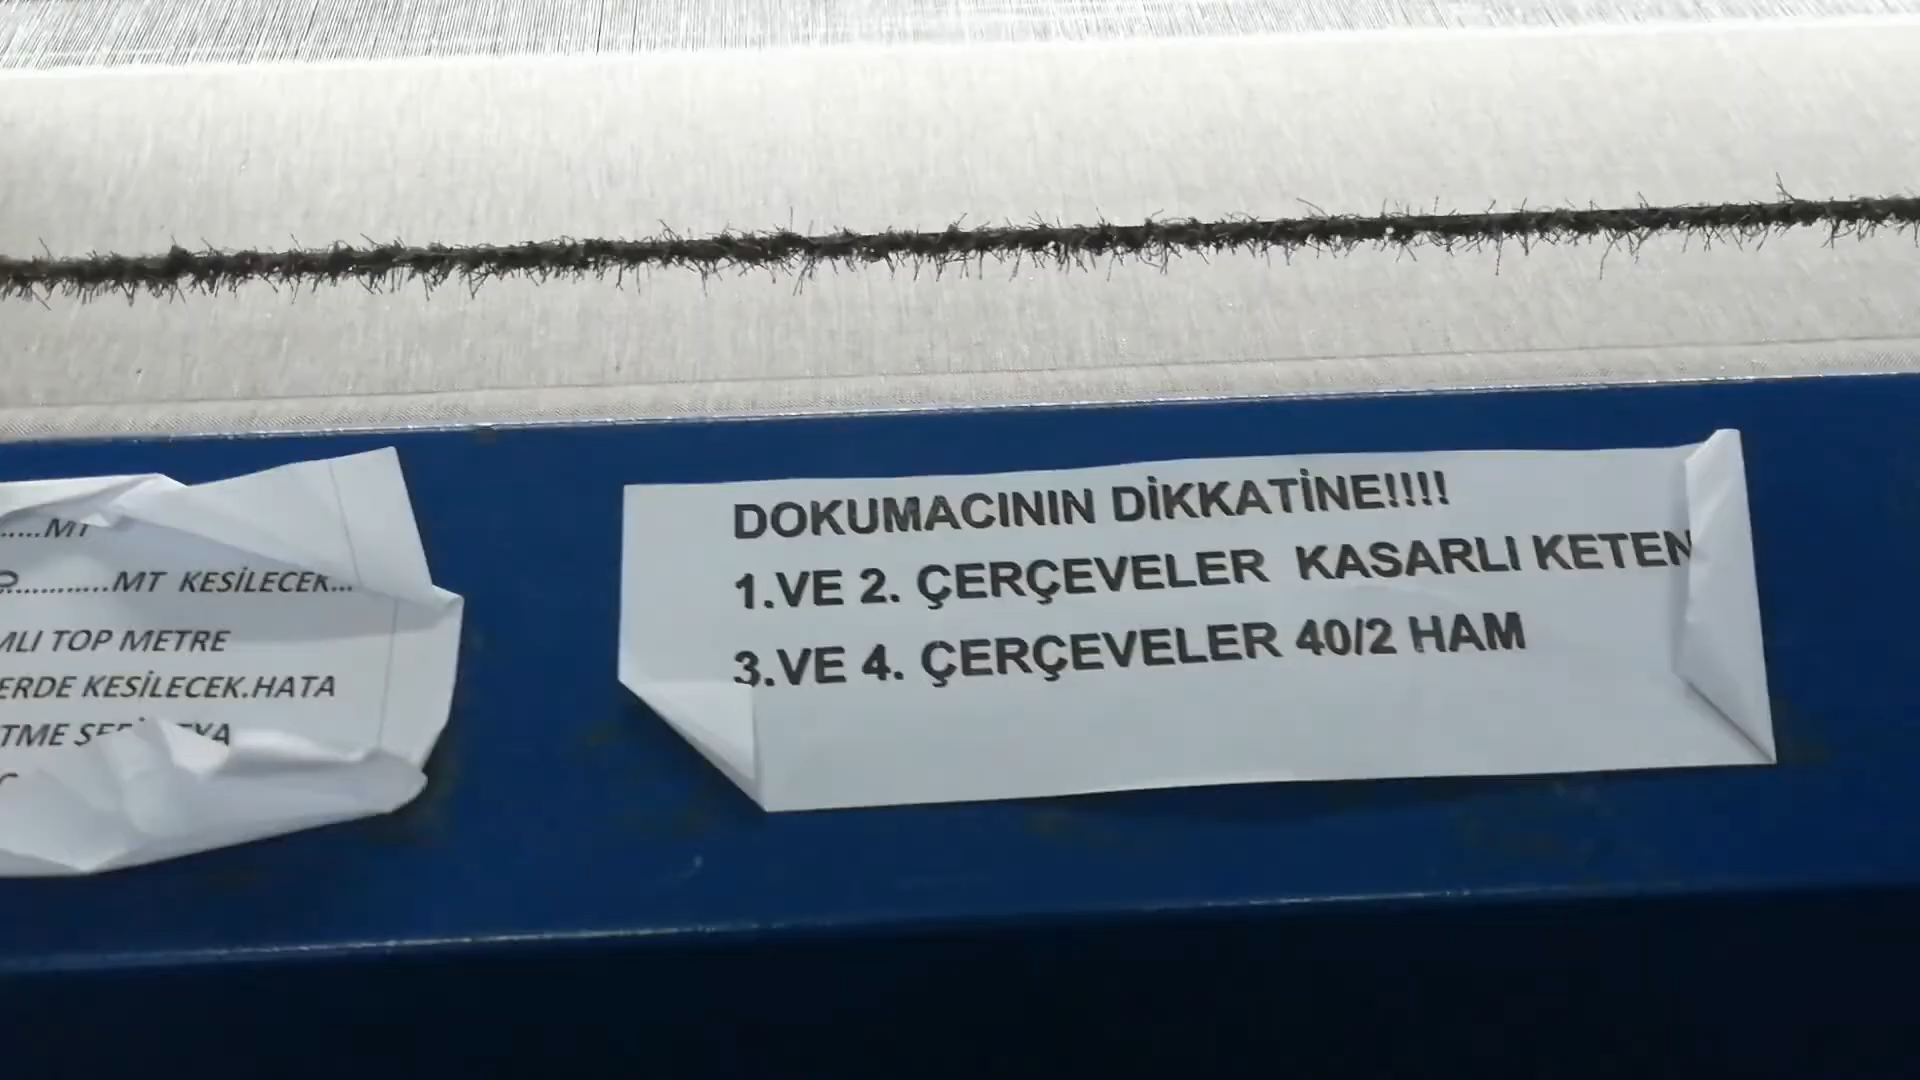 ......MT
...........MT KESİLECEK...
MLI TOP METRE
ERDE KESİLECEK.HATA
TME
DOKUMACININ DİKKATİNE!!!!
1.VE 2. ÇERÇEVELER KASARLI KETEN
3.VE 4. ÇERÇEVELER 40/2 HAM